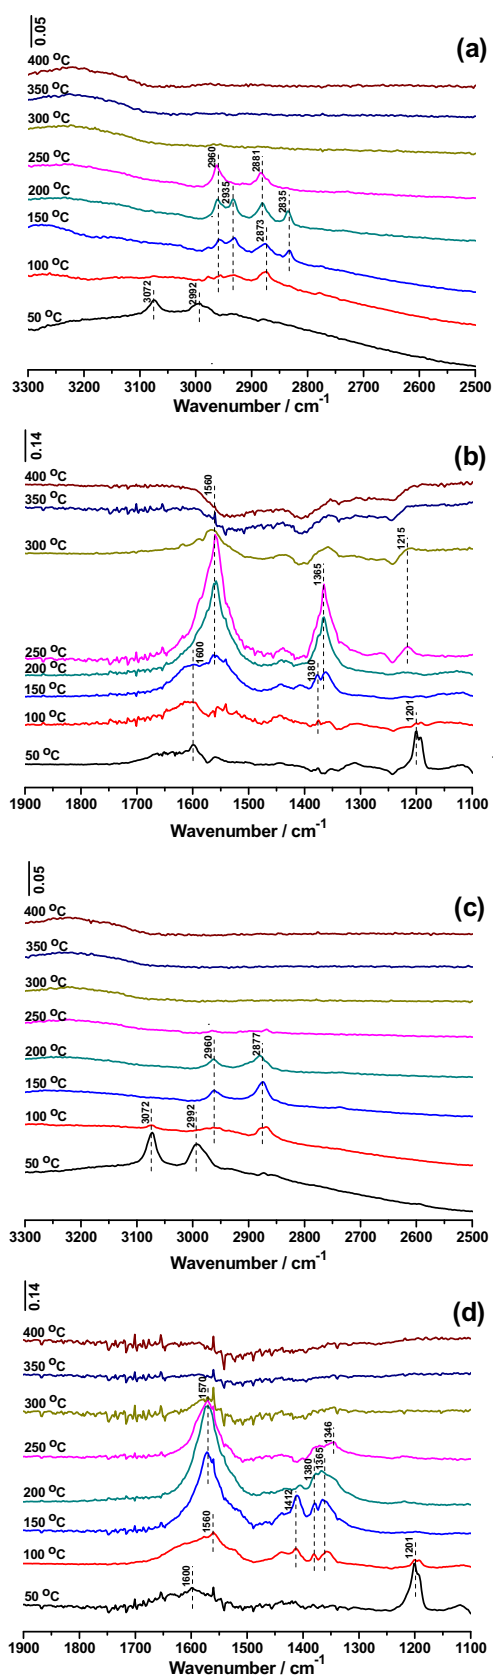 0.05
(a)
400 °C
350 °C
300 °C
250 °C
200 °C
150 °C
100 °C
50 °C
2960
2935
2881
2873
2835
3072
2992
3300 3200 3100 3000 2900 2800 2700 2600 2500
Wavenumber / cm-1
0.14
(b)
400 °C
350 °C
300 °C
250 °C
200 °C
150 °C
100 °C
50 °C
1560
1215
1365
1600
1380
1201
1900 1800 1700 1600 1500 1400 1300 1200 1100
Wavenumber / cm-1
0.05
(c)
400 °C
350 °C
300 °C
250 °C
200 °C
150 °C
100 °C
50 °C
2960
2877
3072
2992
3300 3200 3100 3000 2900 2800 2700 2600 2500
Wavenumber / cm-1
0.14
(d)
400 °C
350 °C
300 °C
250 °C
200 °C
150 °C
100 °C
50 °C
1570
1346
1365
1380
1412
1560
1201
1600
1900 1800 1700 1600 1500 1400 1300 1200 1100
Wavenumber / cm-1